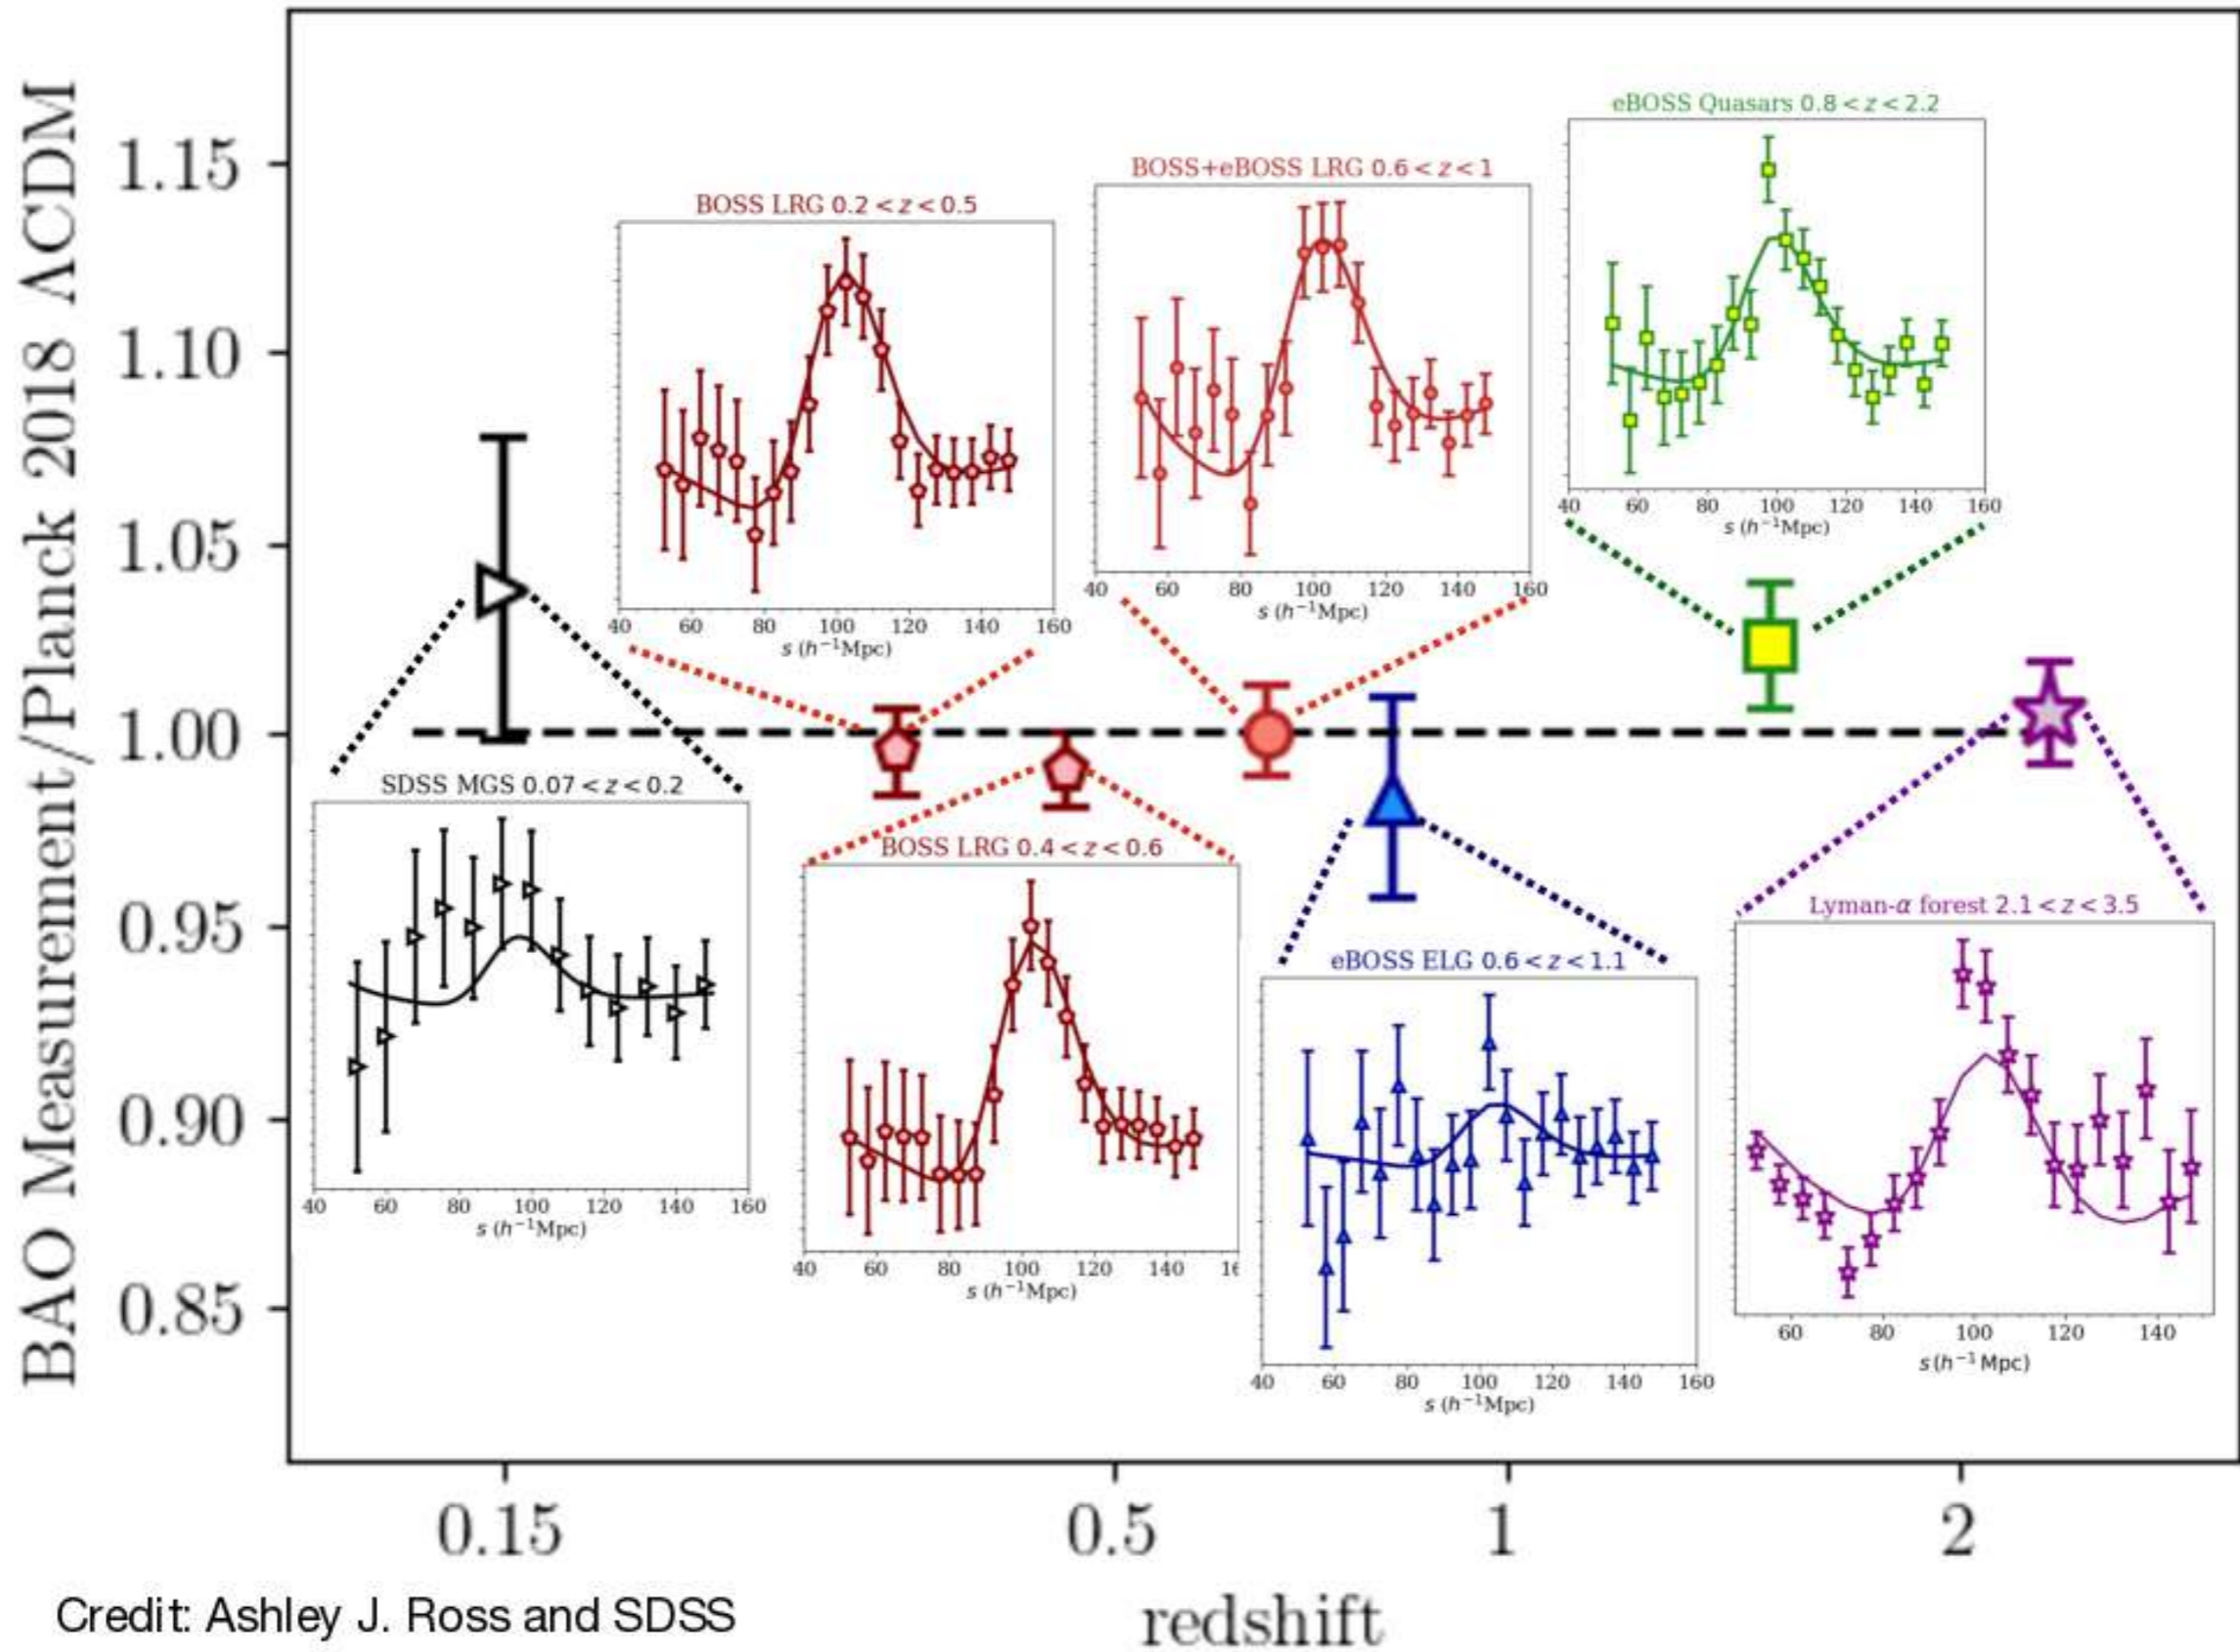 BAO Measurement/Planck 2018 ΛCDM
1.15
1.10
1.05
1.00
0.95
0.90
0.85
eBOSS Quasars 0.8 < z < 2.2
40 60 80 100 120 140 160
s (h⁻¹Mpc)
BOSS+eBOSS LRG 0.6 < z < 1
40 60 80 100 120 140 160
s (h⁻¹Mpc)
BOSS LRG 0.2 < z < 0.5
40 60 80 100 120 140 160
s (h⁻¹Mpc)
SDSS MGS 0.07 < z < 0.2
40 60 80 100 120 140 160
s (h⁻¹Mpc)
BOSS LRG 0.4 < z < 0.6
40 60 80 100 120 140 16
s (h⁻¹Mpc)
eBOSS ELG 0.6 < z < 1.1
40 60 80 100 120 140 160
s (h⁻¹Mpc)
Lyman-α forest 2.1 < z < 3.5
60 80 100 120 140
s (h⁻¹ Mpc)
0.15 0.5 1 2
redshift
Credit: Ashley J. Ross and SDSS